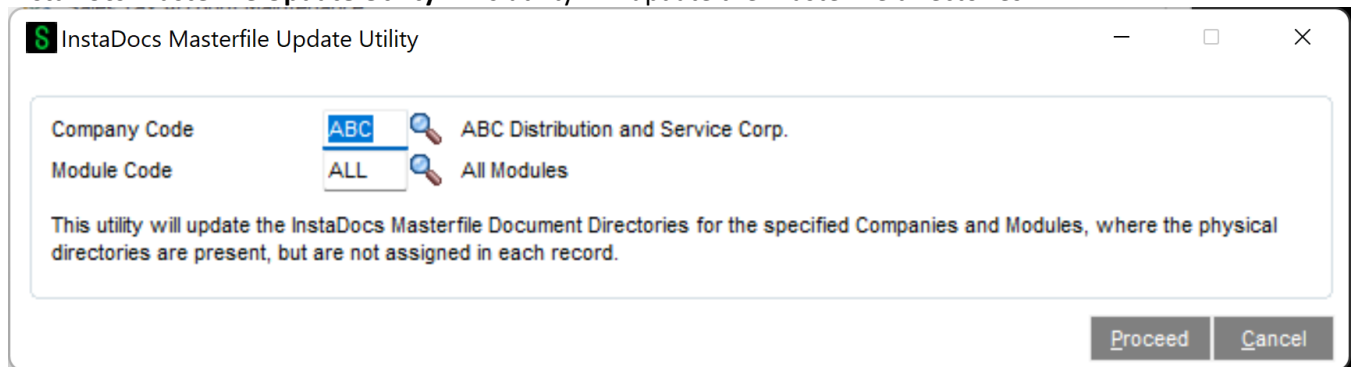 S InstaDocs Masterfile Update Utility
Company Code ABC ABC Distribution and Service Corp.
Module Code ALL All Modules
This utility will update the InstaDocs Masterfile Document Directories for the specified Companies and Modules, where the physical
directories are present, but are not assigned in each record.
Proceed Cancel